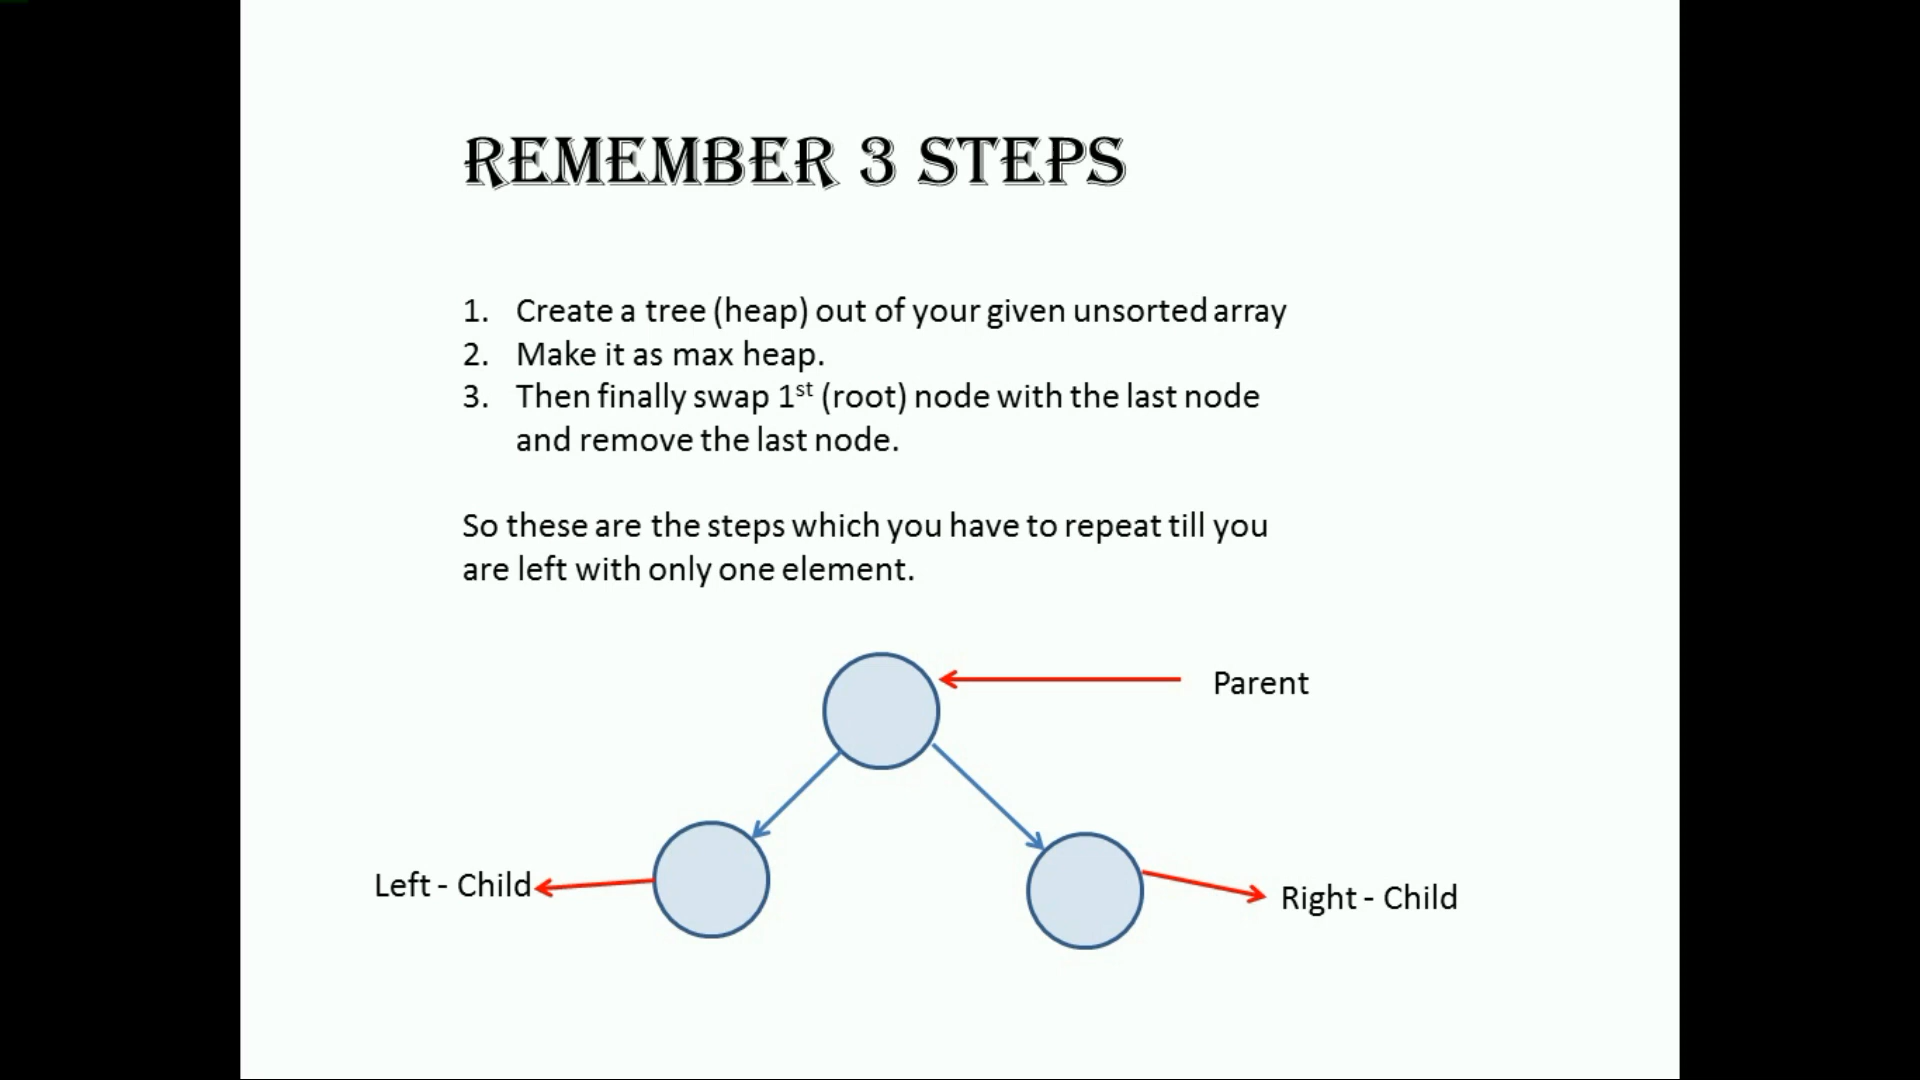 REMEMBER 3 STEPS
1. Create a tree (heap) out of your given unsorted array
2. Make it as max heap.
3. Then finally swap 1st (root) node with the last node
and remove the last node.
So these are the steps which you have to repeat till you
are left with only one element.
Parent
Left - Child
Right - Child